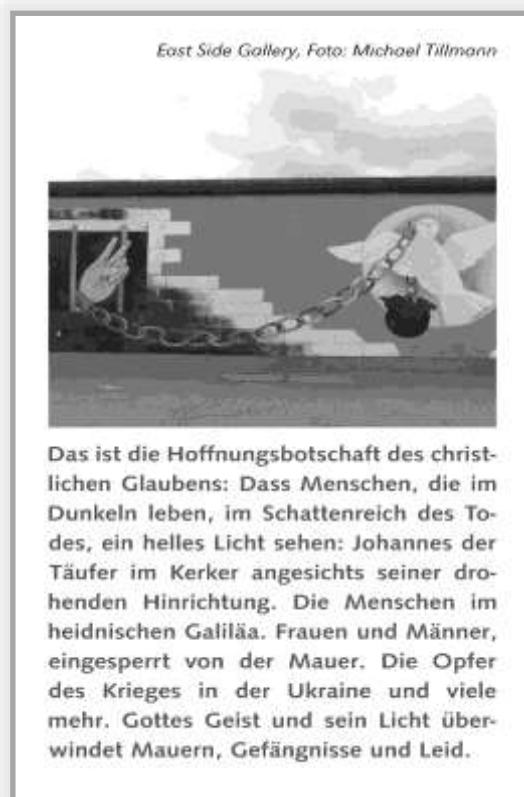 East Side Gallery, Foto: Michael Tillmann
Das ist die Hoffnungsbotschaft des christ-
lichen Glaubens: Dass Menschen, die im
Dunkeln leben, im Schattenreich des To-
des, ein helles Licht sehen: Johannes der
Täufer im Kerker angesichts seiner dro-
henden Hinrichtung. Die Menschen im
heidnischen Galiläa. Frauen und Männer,
eingesperrt von der Mauer. Die Opfer
des Krieges in der Ukraine und viele
mehr. Gottes Geist und sein Licht über-
windet Mauern, Gefängnisse und Leid.